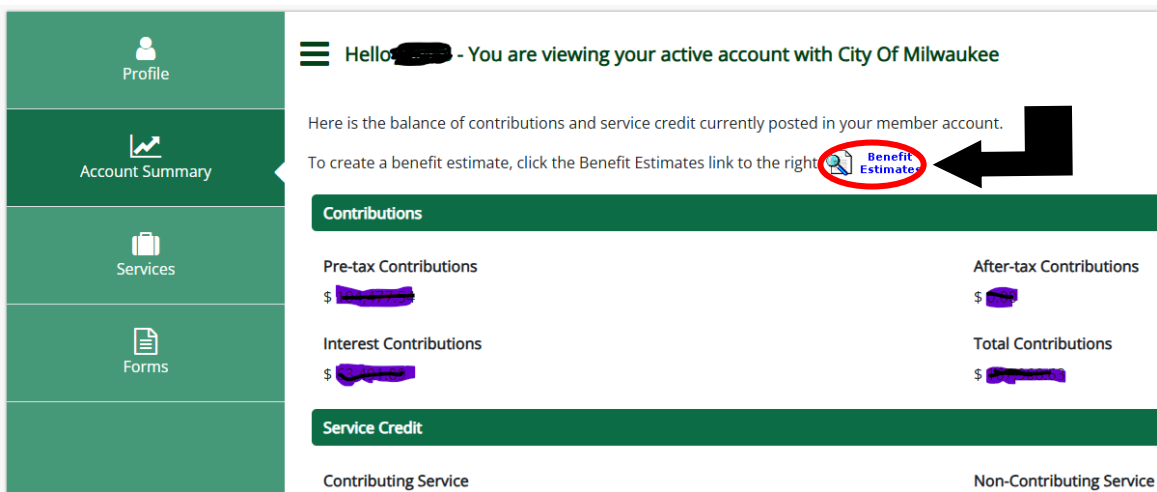 Profile
Account Summary
Services
Forms
Hello - You are viewing your active account with City Of Milwaukee
Here is the balance of contributions and service credit currently posted in your member account.
To create a benefit estimate, click the Benefit Estimates link to the right
Benefit
Estimates
Contributions
Pre-tax Contributions
After-tax Contributions
$
$
Interest Contributions
Total Contributions
$
$
Service Credit
Contributing Service
Non-Contributing Service